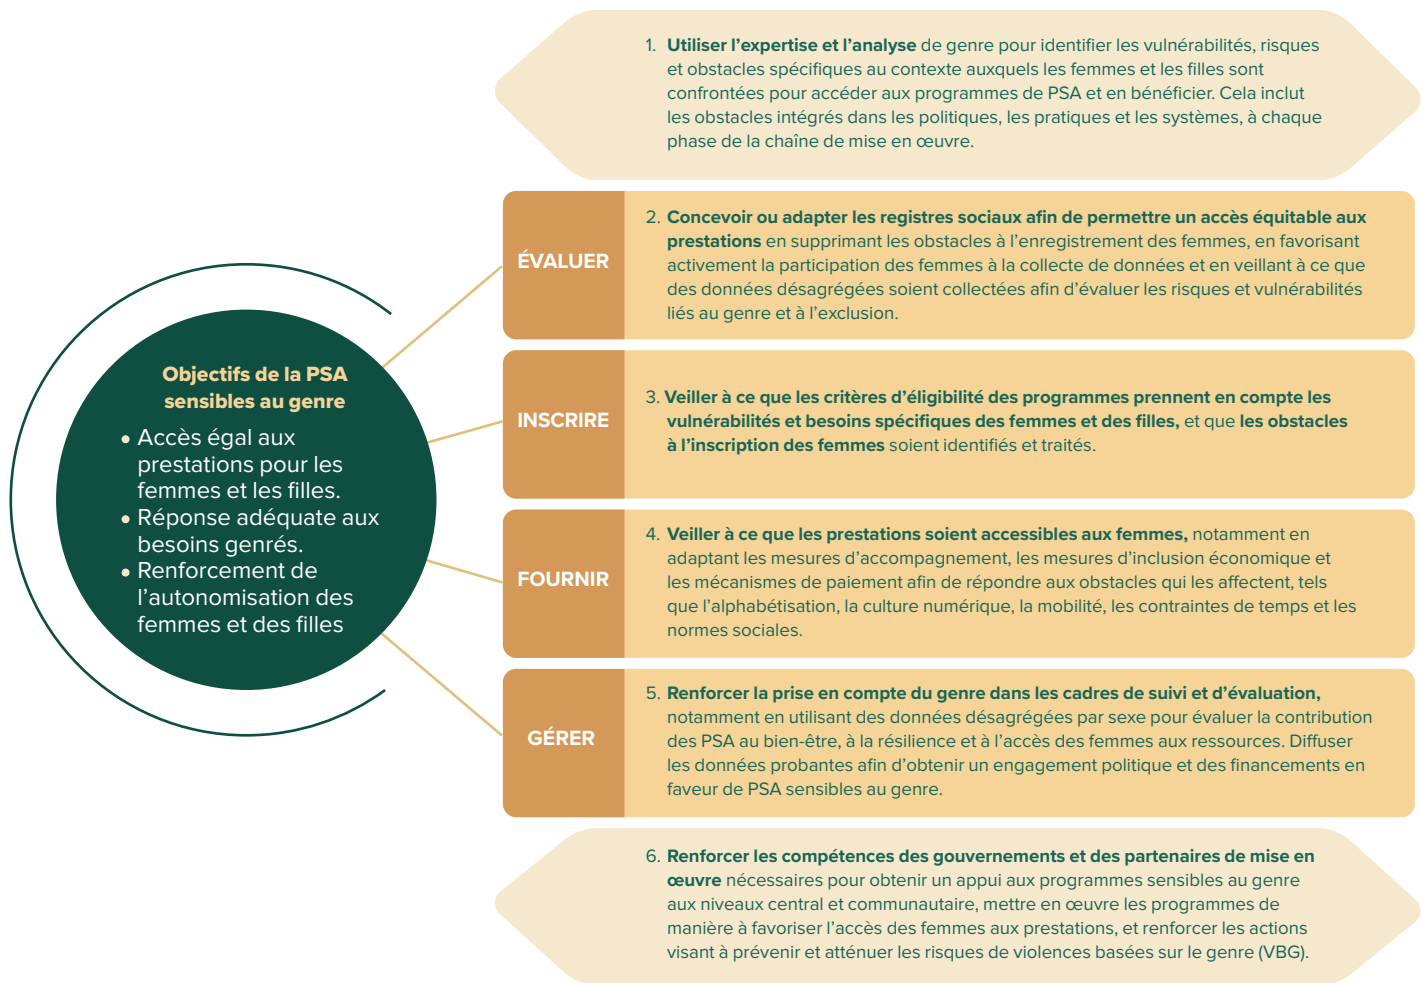 1. Utiliser l’expertise et l’analyse de genre pour identifier les vulnérabilités, risques
et obstacles spécifiques au contexte auxquels les femmes et les filles sont
confrontées pour accéder aux programmes de PSA et en bénéficier. Cela inclut
les obstacles intégrés dans les politiques, les pratiques et les systèmes, à chaque
phase de la chaîne de mise en œuvre.
Objectifs de la PSA
sensibles au genre
• Accès égal aux
prestations pour les
femmes et les filles.
• Réponse adéquate aux
besoins genrés.
• Renforcement de
l’autonomisation des
femmes et des filles
ÉVALUER
2. Concevoir ou adapter les registres sociaux afin de permettre un accès équitable aux
prestations en supprimant les obstacles à l’enregistrement des femmes, en favorisant
activement la participation des femmes à la collecte de données et en veillant à ce que
des données désagrégées soient collectées afin d’évaluer les risques et vulnérabilités
liés au genre et à l’exclusion.
INSCRIRE
3. Veiller à ce que les critères d’éligibilité des programmes prennent en compte les
vulnérabilités et besoins spécifiques des femmes et des filles, et que les obstacles
à l’inscription des femmes soient identifiés et traités.
FOURNIR
4. Veiller à ce que les prestations soient accessibles aux femmes, notamment en
adaptant les mesures d’accompagnement, les mesures d’inclusion économique et
les mécanismes de paiement afin de répondre aux obstacles qui les affectent, tels
que l’alphabétisation, la culture numérique, la mobilité, les contraintes de temps et les
normes sociales.
GÉRER
5. Renforcer la prise en compte du genre dans les cadres de suivi et d’évaluation,
notamment en utilisant des données désagrégées par sexe pour évaluer la contribution
des PSA au bien-être, à la résilience et à l’accès des femmes aux ressources. Diffuser
les données probantes afin d’obtenir un engagement politique et des financements en
faveur de PSA sensibles au genre.
6. Renforcer les compétences des gouvernements et des partenaires de mise en
œuvre nécessaires pour obtenir un appui aux programmes sensibles au genre
aux niveaux central et communautaire, mettre en œuvre les programmes de
manière à favoriser l’accès des femmes aux prestations, et renforcer les actions
visant à prévenir et atténuer les risques de violences basées sur le genre (VBG).